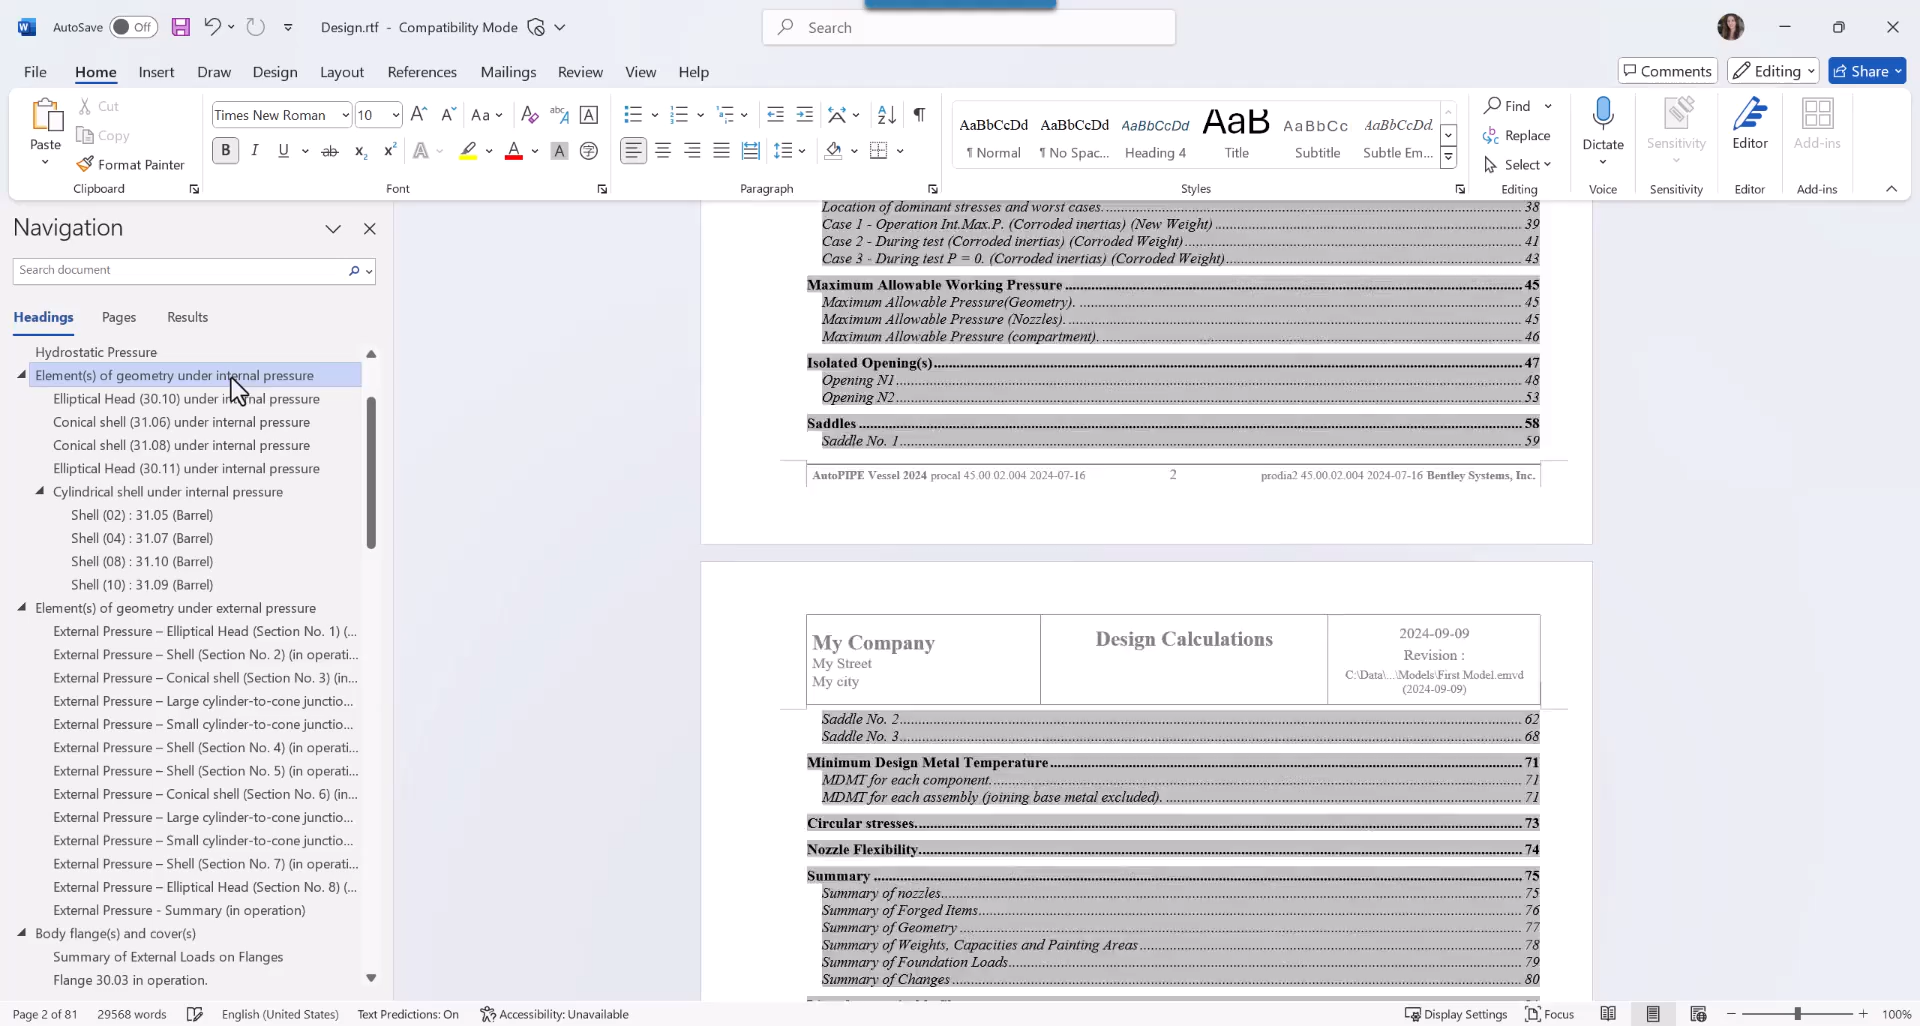 AutoSave Off Design.rtf - Compatibility Mode Search
File Home Insert Draw Design Layout References Mailings Review View Help Comments Editing Share
Paste Cut Copy Format Painter Clipboard
Times New Roman 10 Font
Paragraph
AaBbCcDd AaBbCcDd AaBbCcDd AaB AaBbCc AaBbCcDd
¶ Normal ¶ No Spac... Heading 4 Title Subtitle Subtle Em...
Styles
Find Replace Select Editing
Dictate Voice
Sensitivity Sensitivity
Editor Editor
Add-ins Add-ins
Navigation
Search document
Headings Pages Results
Hydrostatic Pressure
Element(s) of geometry under internal pressure
Elliptical Head (30.10) under internal pressure
Conical shell (31.06) under internal pressure
Conical shell (31.08) under internal pressure
Elliptical Head (30.11) under internal pressure
Cylindrical shell under internal pressure
Shell (02) : 31.05 (Barrel)
Shell (04) : 31.07 (Barrel)
Shell (08) : 31.10 (Barrel)
Shell (10) : 31.09 (Barrel)
Element(s) of geometry under external pressure
External Pressure – Elliptical Head (Section No. 1) (...
External Pressure – Shell (Section No. 2) (in operati...
External Pressure – Conical shell (Section No. 3) (in...
External Pressure – Large cylinder-to-cone junctio...
External Pressure – Small cylinder-to-cone junctio...
External Pressure – Shell (Section No. 4) (in operati...
External Pressure – Shell (Section No. 5) (in operati...
External Pressure – Conical shell (Section No. 6) (in...
External Pressure – Large cylinder-to-cone junctio...
External Pressure – Small cylinder-to-cone junctio...
External Pressure – Shell (Section No. 7) (in operati...
External Pressure – Elliptical Head (Section No. 8) (...
External Pressure - Summary (in operation)
Body flange(s) and cover(s)
Summary of External Loads on Flanges
Flange 30.03 in operation.
Location of dominant stresses and worst cases. 38
Case 1 - Operation Int.Max.P. (Corroded inertias) (New Weight) 39
Case 2 - During test (Corroded inertias) (Corroded Weight) 41
Case 3 - During test P = 0. (Corroded inertias) (Corroded Weight) 43
Maximum Allowable Working Pressure 45
Maximum Allowable Pressure(Geometry). 45
Maximum Allowable Pressure (Nozzles). 45
Maximum Allowable Pressure (compartment). 46
Isolated Opening(s) 47
Opening N1 48
Opening N2 53
Saddles 58
Saddle No. 1 59
AutoPIPE Vessel 2024 procal 45.00.02.004 2024-07-16 2 prodia2 45.00.02.004 2024-07-16 Bentley Systems, Inc.
My Company
My Street
My city
Design Calculations
2024-09-09
Revision :
C:\Data\...\Models\First Model.emvd
(2024-09-09)
Saddle No. 2 62
Saddle No. 3 68
Minimum Design Metal Temperature 71
MDMT for each component. 71
MDMT for each assembly (joining base metal excluded). 71
Circular stresses. 73
Nozzle Flexibility 74
Summary 75
Summary of nozzles 75
Summary of Forged Items 76
Summary of Geometry 77
Summary of Weights, Capacities and Painting Areas 78
Summary of Foundation Loads 79
Summary of Changes 80
Page 2 of 81 29568 words English (United States) Text Predictions: On Accessibility: Unavailable Display Settings Focus 100%